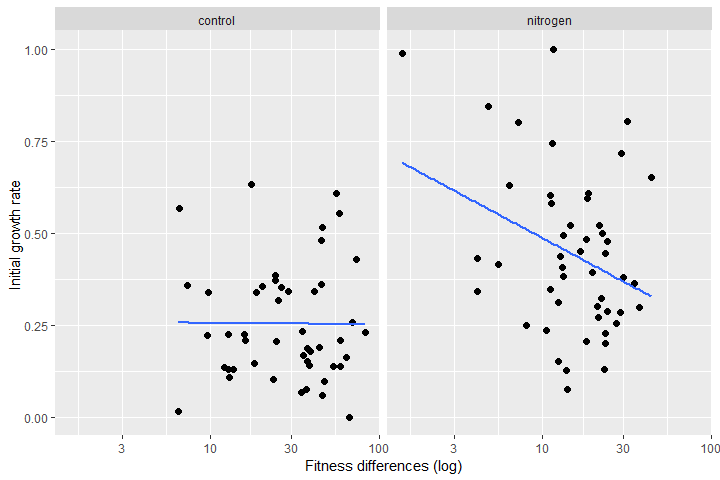 control nitrogen
1.00
0.75
0.50
0.25
0.00
Initial growth rate
3 10 30 100 3 10 30 100
Fitness differences (log)